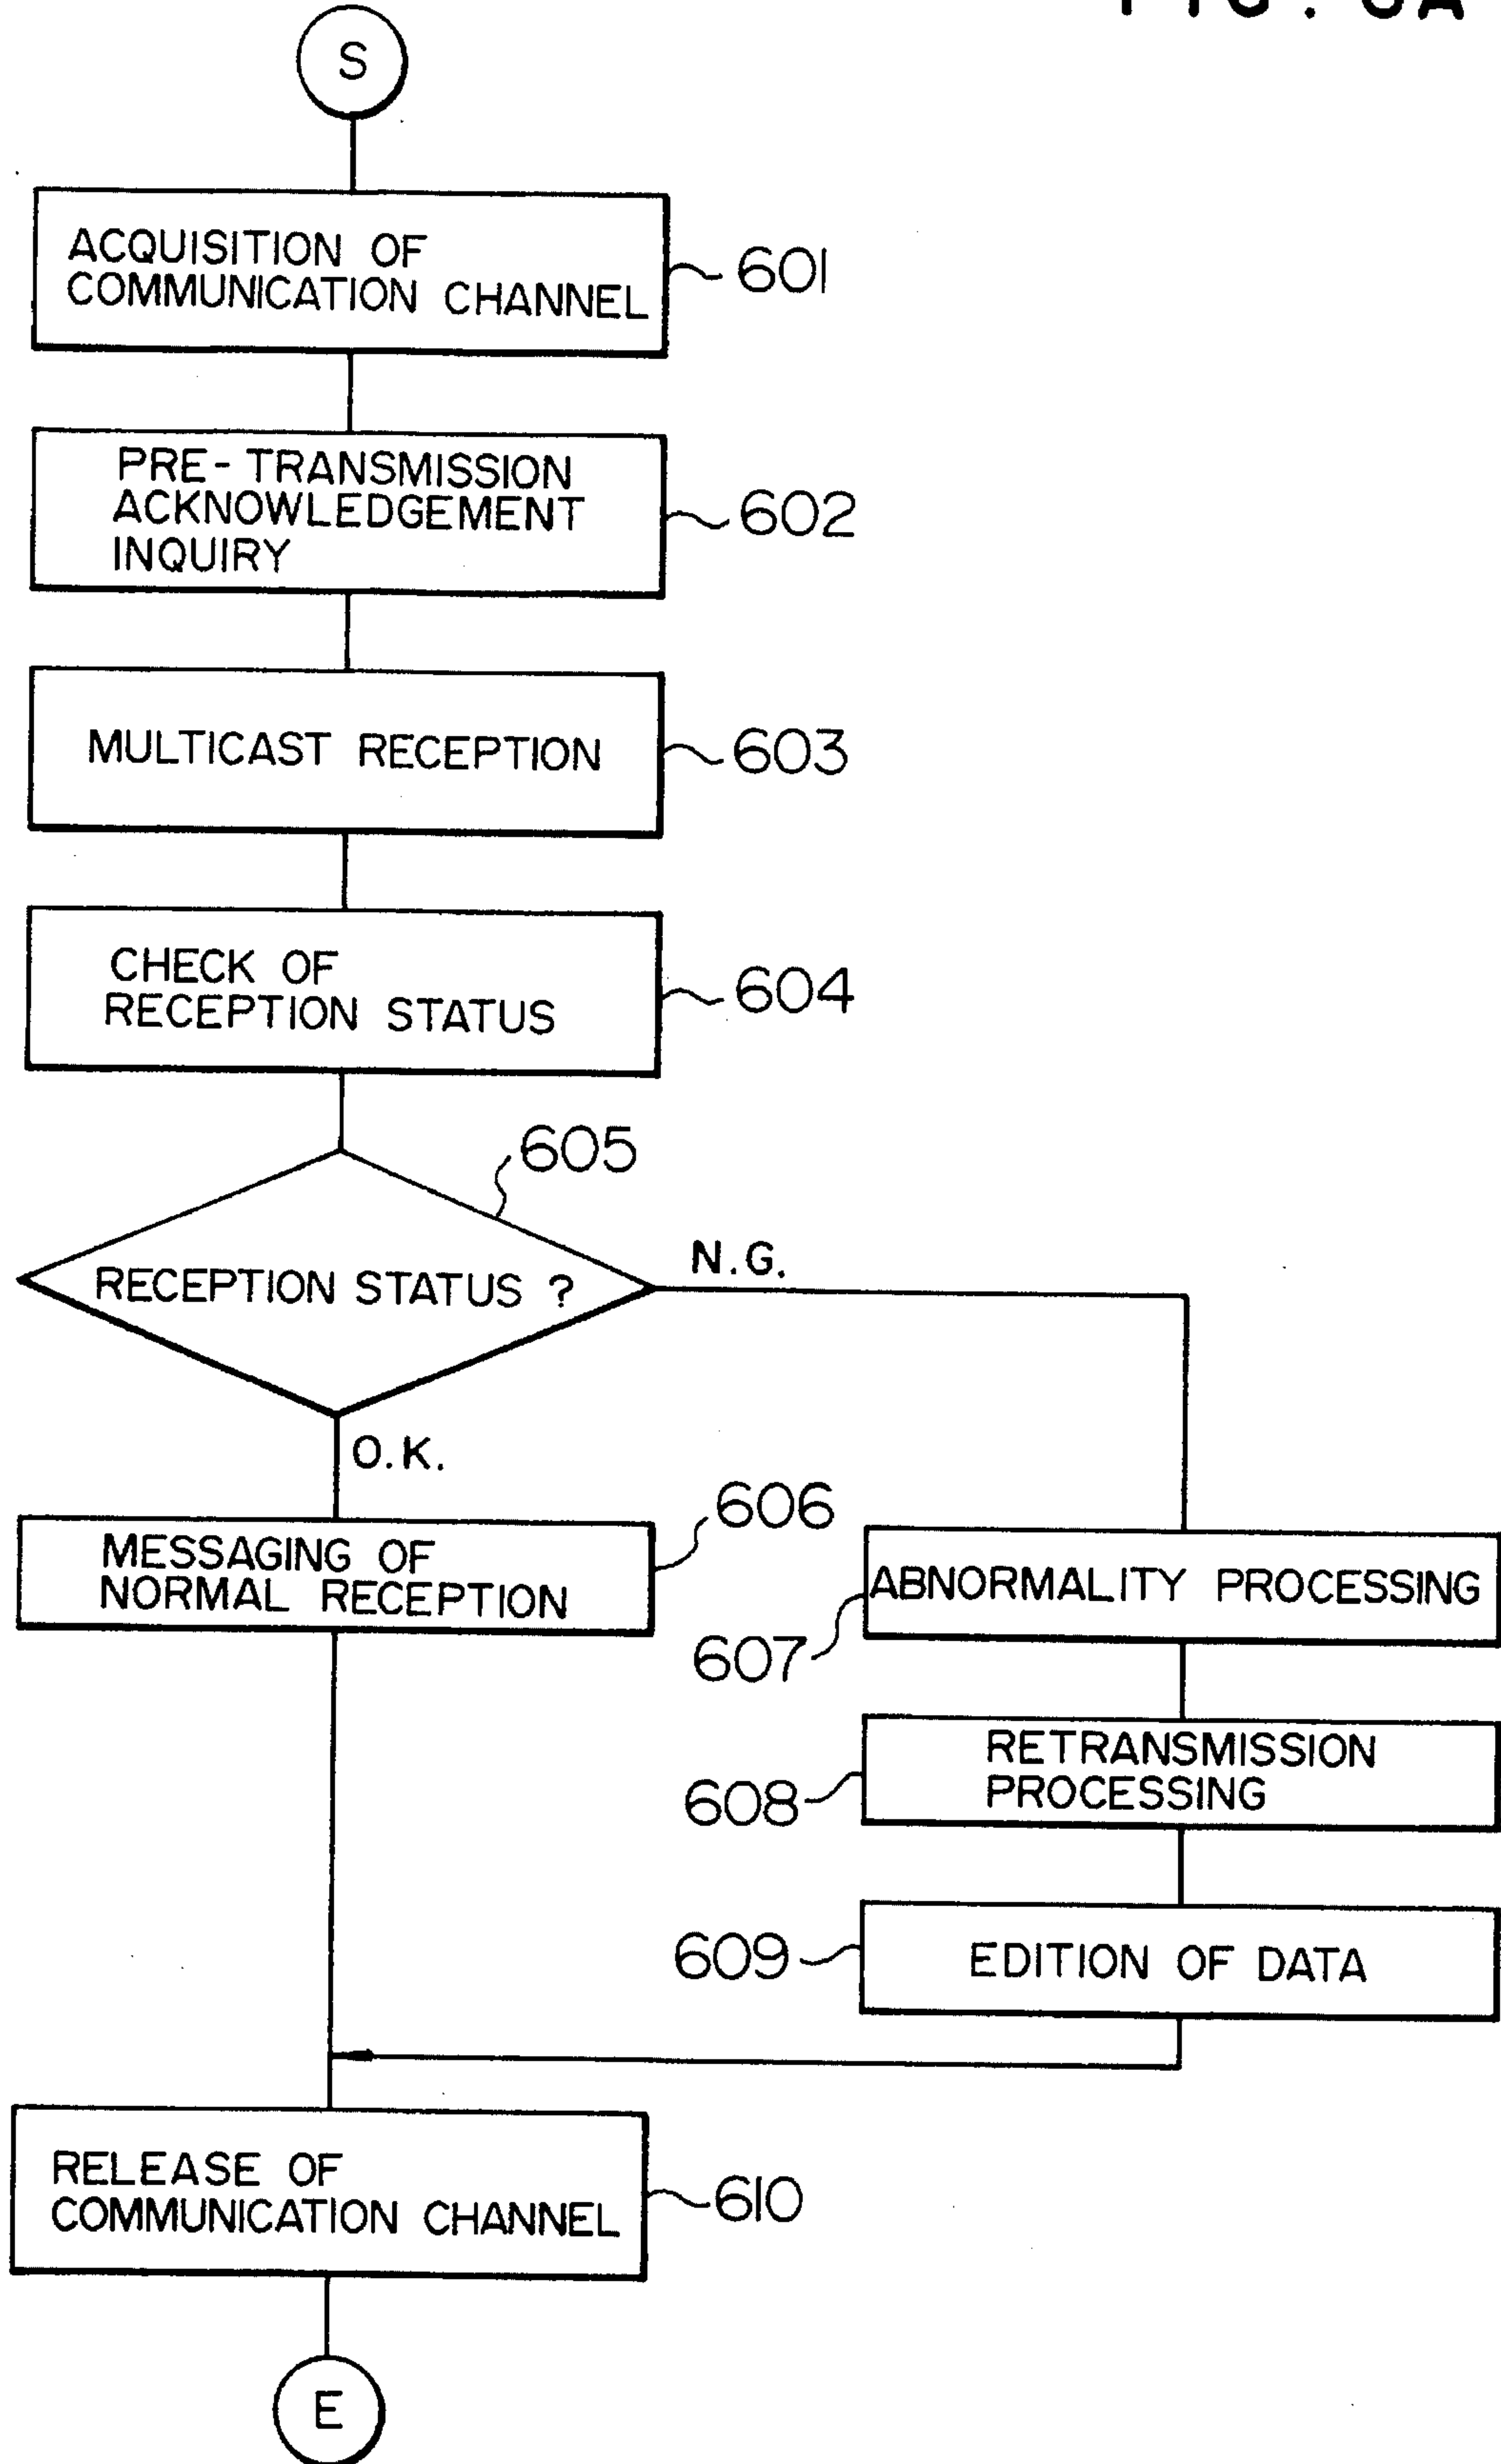 S
ACQUISITION OF
COMMUNICATION CHANNEL
601
PRE-TRANSMISSION
ACKNOWLEDGEMENT
INQUIRY
602
MULTICAST RECEPTION
603
CHECK OF
RECEPTION STATUS
604
605
RECEPTION STATUS ?
N.G.
O.K.
MESSAGING OF
NORMAL RECEPTION
606
ABNORMALITY PROCESSING
607
RETRANSMISSION
PROCESSING
608
EDITION OF DATA
609
RELEASE OF
COMMUNICATION CHANNEL
610
E